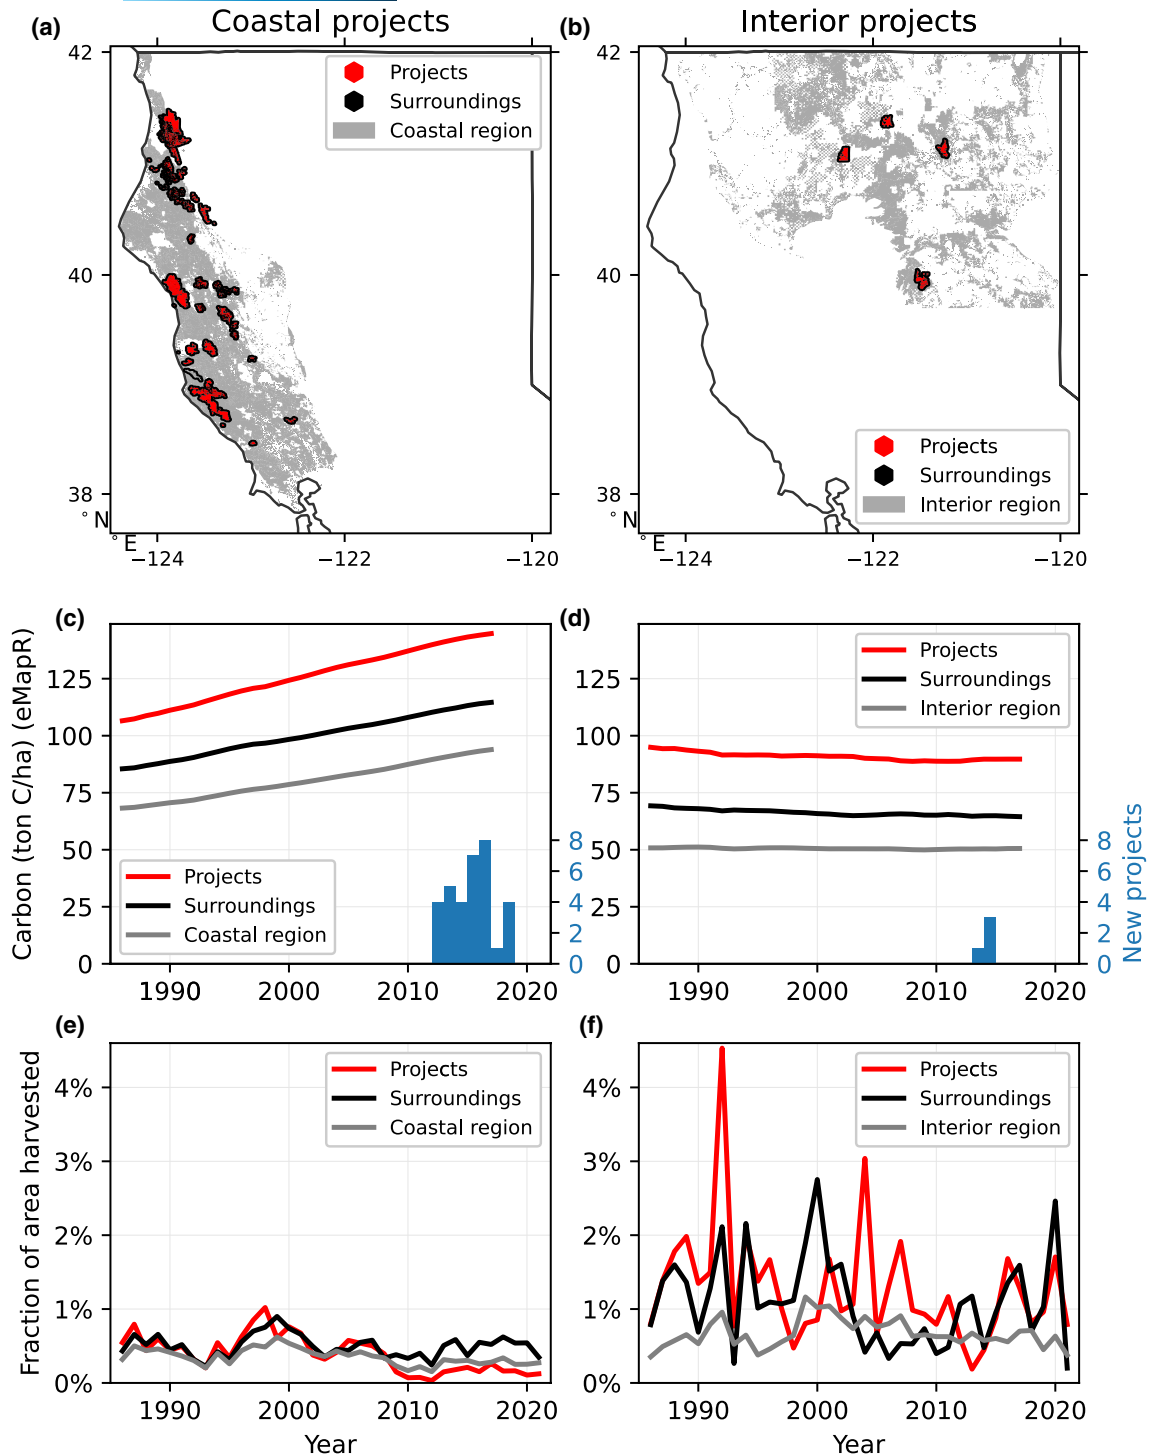 (a) Coastal projects (b) Interior projects
42 42
Projects
Surroundings
Coastal region
40 40
Projects
Surroundings
Interior region
38 38
°N °N
°E °E
−124 −122 −120 −124 −122 −120
(c) (d)
Carbon (ton C/ha) (eMapR)
125 125
100 100
75 75
50 50
25 25
0 0
Projects
Surroundings
Coastal region
8
6
4
2
0
Projects
Surroundings
Interior region
8
6
4
2
0
New projects
1990 2000 2010 2020 1990 2000 2010 2020
(e) (f)
Fraction of area harvested
4% 4%
3% 3%
2% 2%
1% 1%
0% 0%
Projects
Surroundings
Coastal region
Projects
Surroundings
Interior region
1990 2000 2010 2020 1990 2000 2010 2020
Year Year